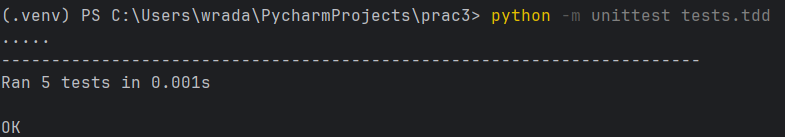 (.venv) PS C:\Users\wrada\PycharmProjects\prac3> python -m unittest tests.tdd
.....
----------------------------------------------------------------------
Ran 5 tests in 0.001s

OK